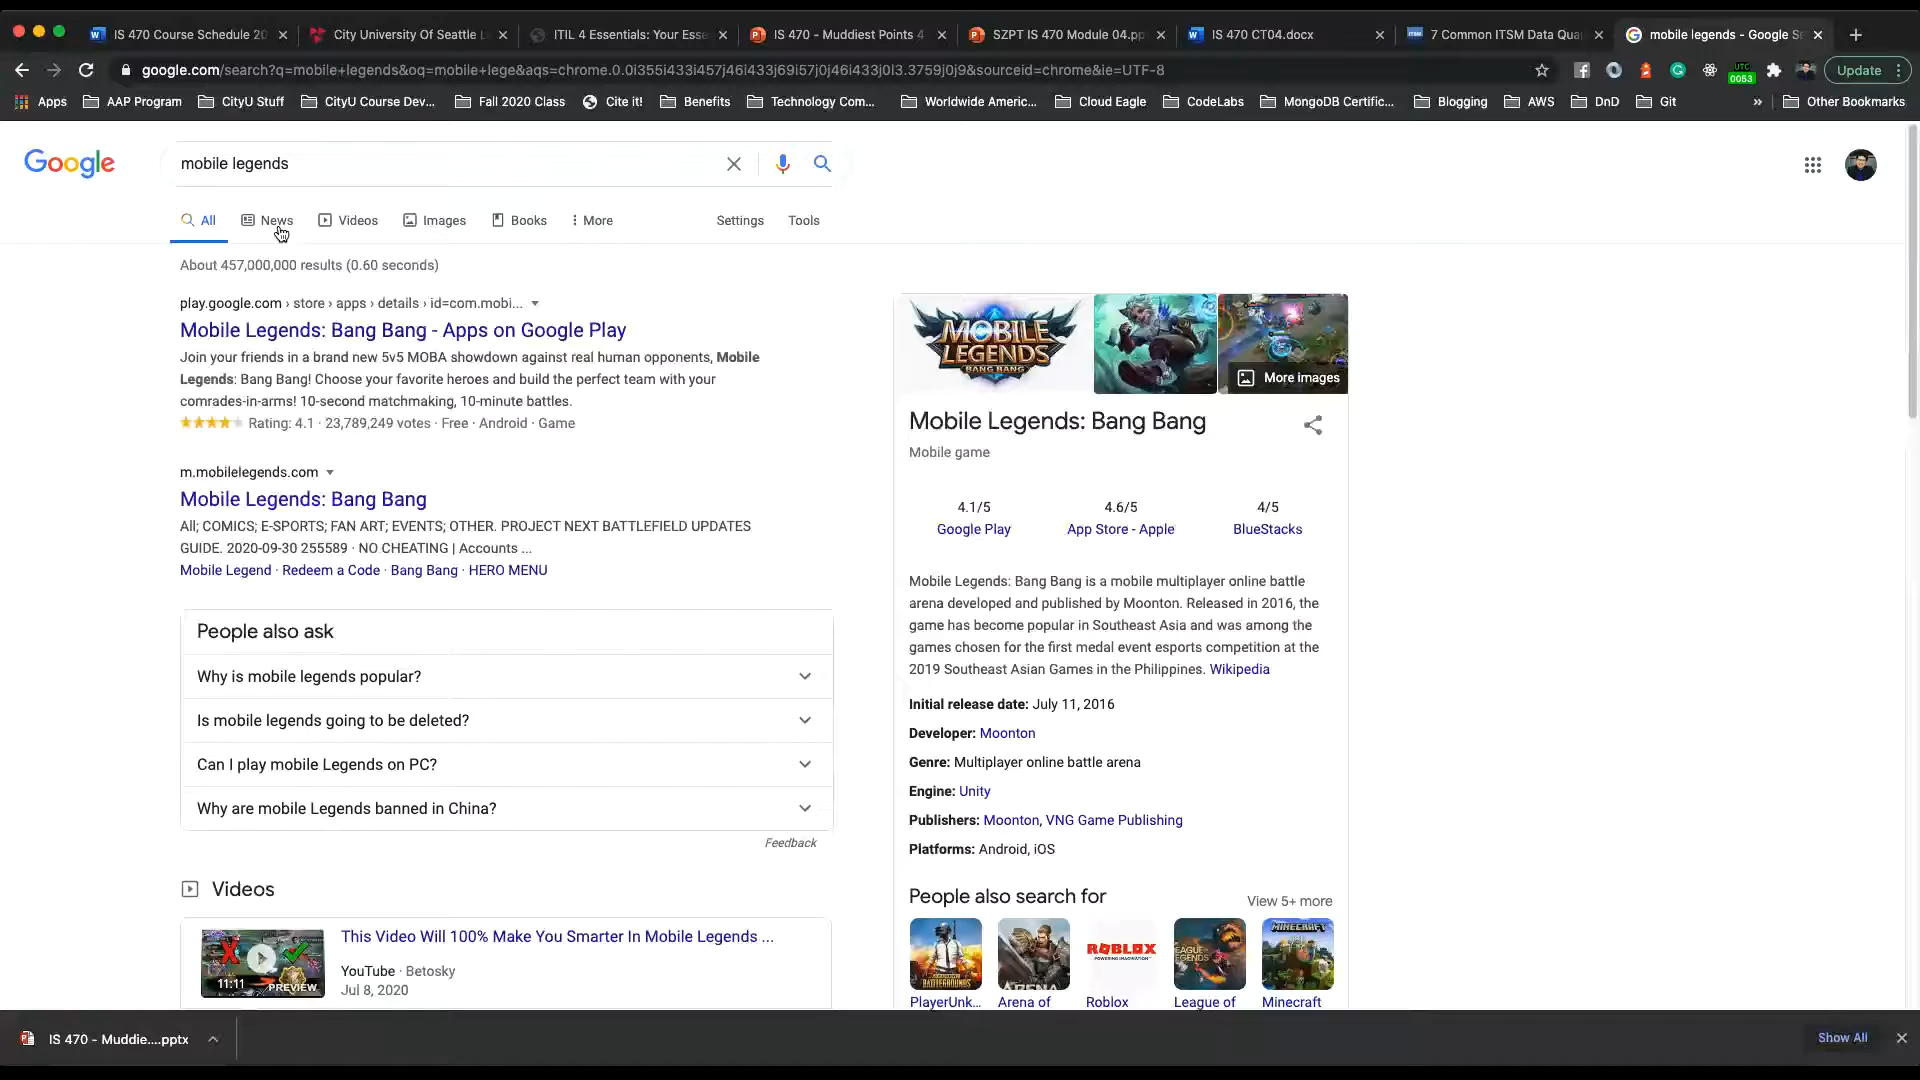 IS 470 Course Schedule 20
City University Of Seattle L
ITIL 4 Essentials: Your Esse
IS 470 - Muddiest Points 4
SZPT IS 470 Module 04.pp
IS 470 CT04.docx
7 Common ITSM Data Qua
mobile legends - Google Se
google.com/search?q=mobile+legends&oq=mobile+lege&aqs=chrome.0.0i355i433i457j46i433j69i57j0j46i433j0l3.3759j0j9&sourceid=chrome&ie=UTF-8
UTC
0053
Update
Apps
AAP Program
CityU Stuff
CityU Course Dev...
Fall 2020 Class
Cite it!
Benefits
Technology Com...
Worldwide Americ...
Cloud Eagle
CodeLabs
MongoDB Certific...
Blogging
AWS
DnD
Git
»
Other Bookmarks
Google
mobile legends
All
News
Videos
Images
Books
More
Settings
Tools
About 457,000,000 results (0.60 seconds)
play.google.com › store › apps › details › id=com.mobi...
Mobile Legends: Bang Bang - Apps on Google Play
Join your friends in a brand new 5v5 MOBA showdown against real human opponents, Mobile
Legends: Bang Bang! Choose your favorite heroes and build the perfect team with your
comrades-in-arms! 10-second matchmaking, 10-minute battles.
Rating: 4.1 · 23,789,249 votes · Free · Android · Game
m.mobilelegends.com
Mobile Legends: Bang Bang
All; COMICS; E-SPORTS; FAN ART; EVENTS; OTHER. PROJECT NEXT BATTLEFIELD UPDATES
GUIDE. 2020-09-30 255589 · NO CHEATING | Accounts ...
Mobile Legend · Redeem a Code · Bang Bang · HERO MENU
People also ask
Why is mobile legends popular?
Is mobile legends going to be deleted?
Can I play mobile Legends on PC?
Why are mobile Legends banned in China?
Feedback
Videos
11:11
PREVIEW
This Video Will 100% Make You Smarter In Mobile Legends ...
YouTube · Betosky
Jul 8, 2020
MOBILE
LEGENDS
BANG BANG
More images
Mobile Legends: Bang Bang
Mobile game
4.1/5
Google Play
4.6/5
App Store - Apple
4/5
BlueStacks
Mobile Legends: Bang Bang is a mobile multiplayer online battle
arena developed and published by Moonton. Released in 2016, the
game has become popular in Southeast Asia and was among the
games chosen for the first medal event esports competition at the
2019 Southeast Asian Games in the Philippines. Wikipedia
Initial release date: July 11, 2016
Developer: Moonton
Genre: Multiplayer online battle arena
Engine: Unity
Publishers: Moonton, VNG Game Publishing
Platforms: Android, iOS
People also search for
View 5+ more
BATTLEGROUNDS
ARENA
ROBLOX
POWERING IMAGINATION
MINECRAFT
PlayerUnk...
Arena of
Roblox
League of
Minecraft
IS 470 - Muddie....pptx
Show All